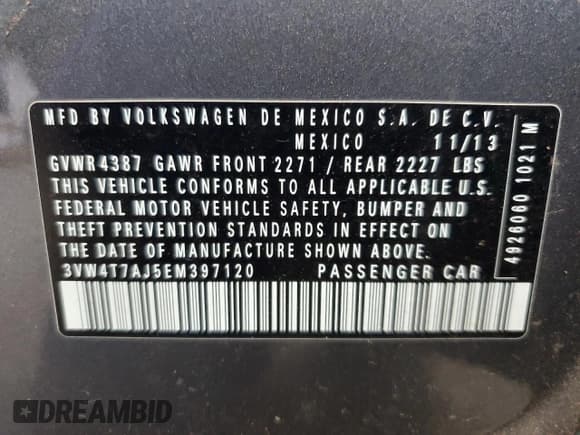 MFD BY VOLKSWAGEN DE MEXICO S.A. DE C.V.
MEXICO 11/13
GVWR 4387 GAWR FRONT 2271 / REAR 2227 LBS
THIS VEHICLE CONFORMS TO ALL APPLICABLE U.S.
FEDERAL MOTOR VEHICLE SAFETY, BUMPER AND
THEFT PREVENTION STANDARDS IN EFFECT ON
THE DATE OF MANUFACTURE SHOWN ABOVE.
3VW4T7AJ5EM397120 PASSENGER CAR
4926060 1021 M
DREAMBID